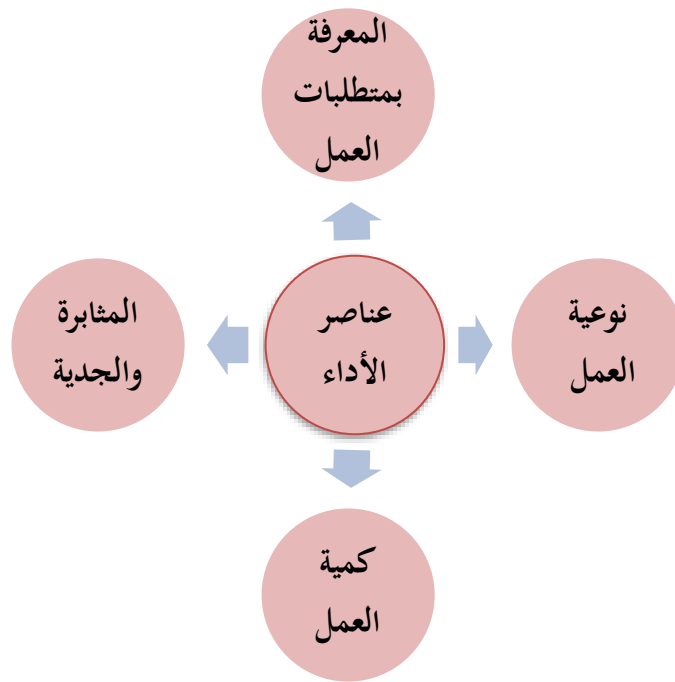 المعرفة
بمتطلبات
العمل
عناصر
الأداء
نوعية
العمل
المثابرة
والجدية
كمية
العمل